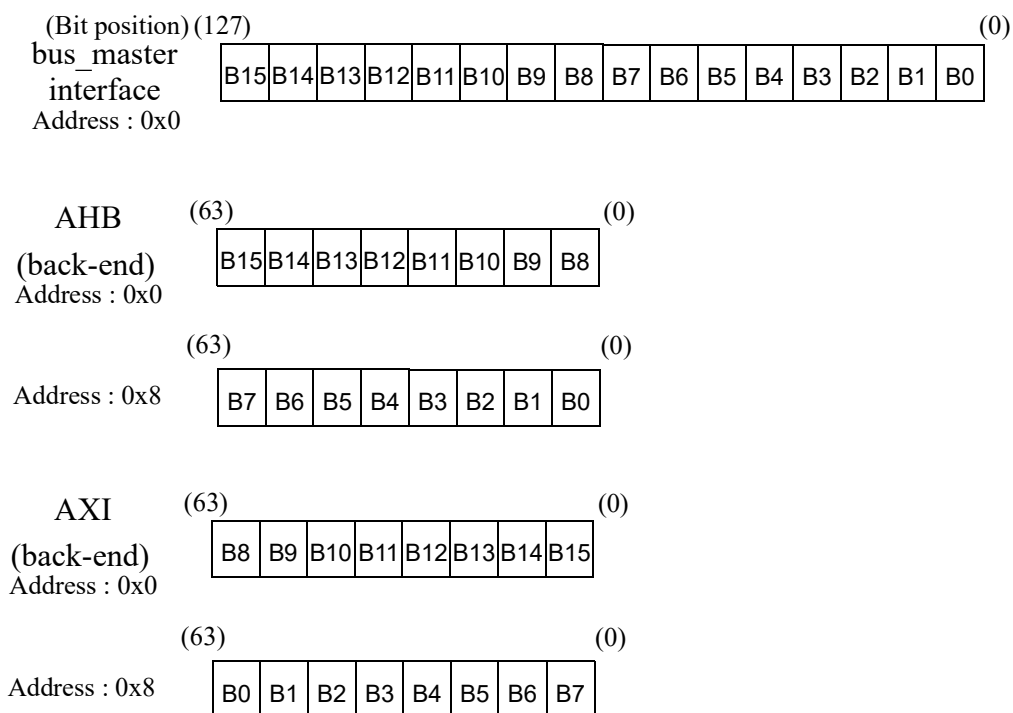 (Bit position) (127) (0)
bus_master
interface
Address : 0x0
B15 B14 B13 B12 B11 B10 B9 B8 B7 B6 B5 B4 B3 B2 B1 B0
AHB
(back-end)
Address : 0x0
(63) (0)
B15 B14 B13 B12 B11 B10 B9 B8
(63) (0)
Address : 0x8
B7 B6 B5 B4 B3 B2 B1 B0
AXI
(back-end)
Address : 0x0
(63) (0)
B8 B9 B10 B11 B12 B13 B14 B15
(63) (0)
Address : 0x8
B0 B1 B2 B3 B4 B5 B6 B7